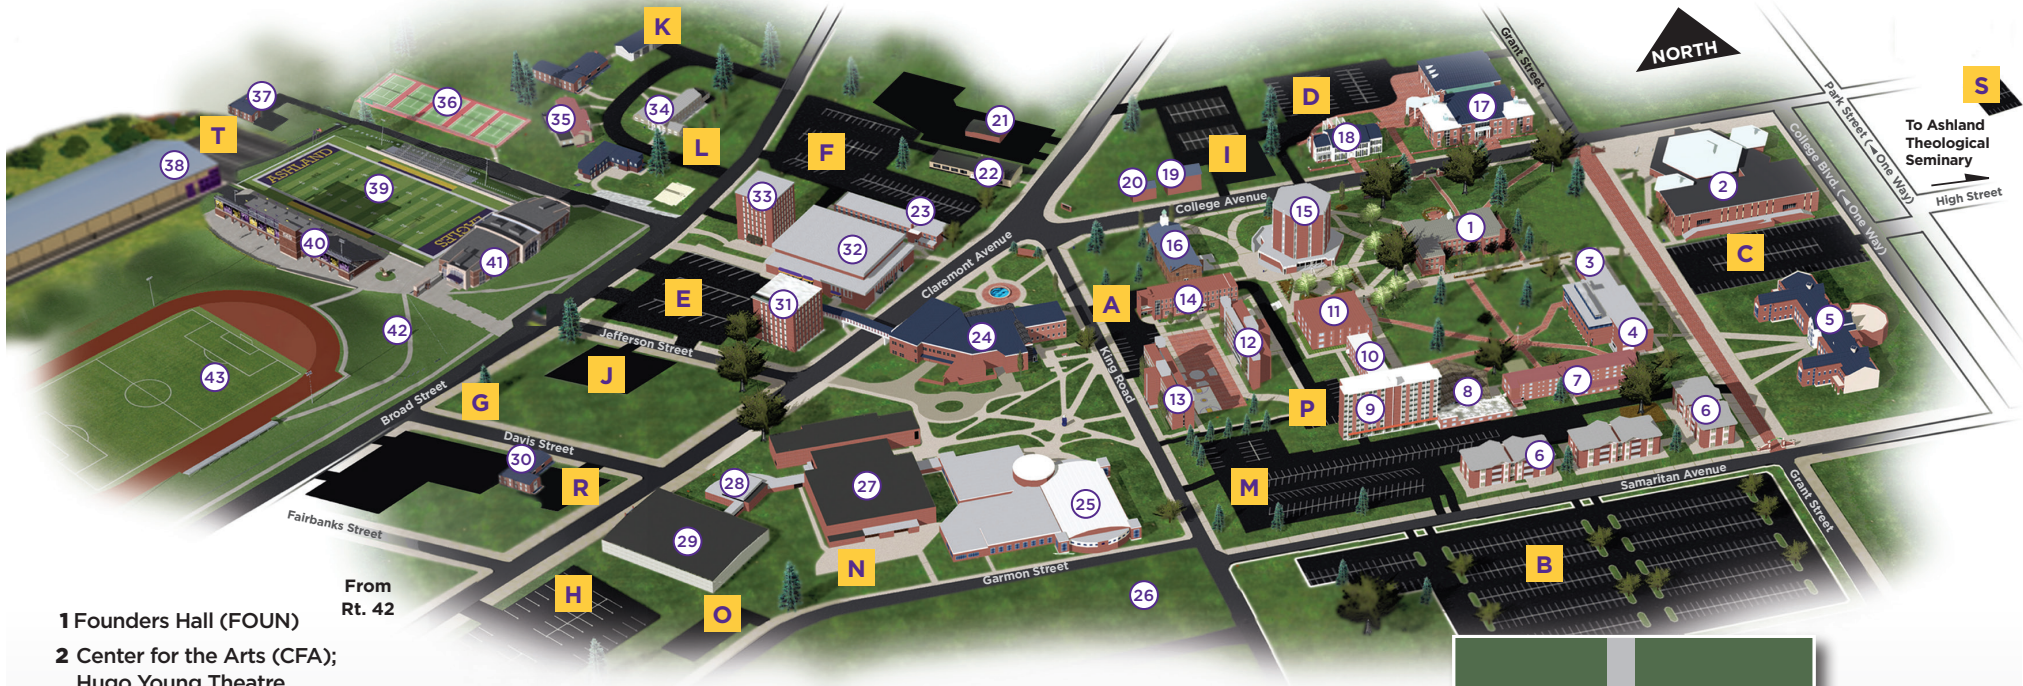 K
NORTH
Grant Street
S
Park Street (◄ One Way)
College Blvd. (◄ One Way)
To Ashland
Theological
Seminary
High Street
37
36
35
34
T
L
38
ASHLAND
39
EAGLES
40
41
42
43
F
21
22
23
33
32
E
31
D
17
18
I
19
20
College Avenue
15
16
1
2
C
3
4
5
Claremont Avenue
A
14
11
12
10
13
King Road
24
Jefferson Street
J
G
Broad Street
P
9
8
7
6
6
Davis Street
30
R
28
27
25
M
Samaritan Avenue
Grant Street
Fairbanks Street
29
N
Garmon Street
B
From
Rt. 42
H
O
26
1 Founders Hall (FOUN)
2 Center for the Arts (CFA);
Hugo Young Theatre